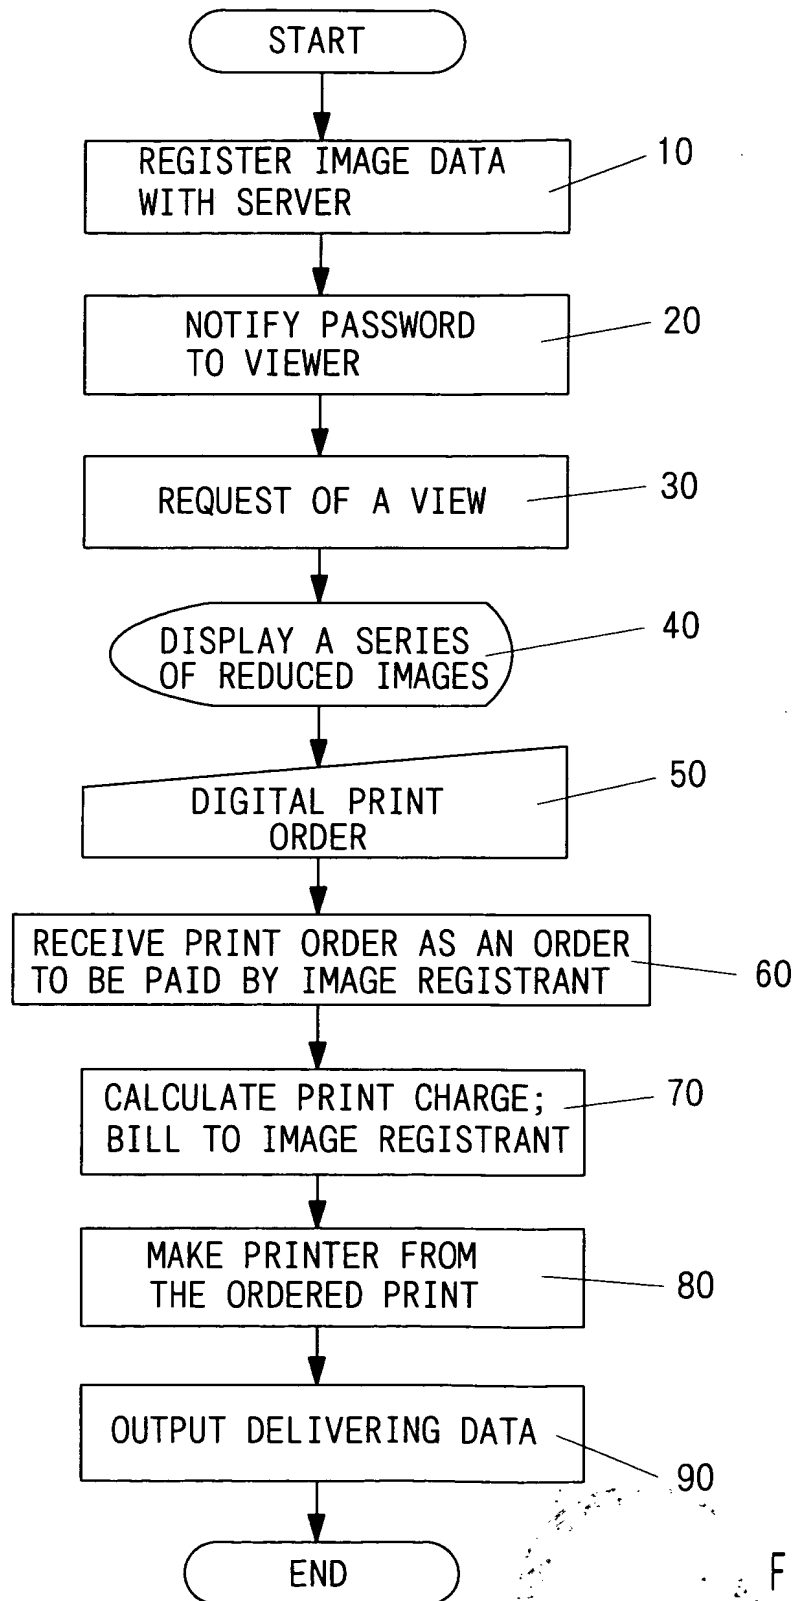 START
REGISTER IMAGE DATA
WITH SERVER
10
NOTIFY PASSWORD
TO VIEWER
20
REQUEST OF A VIEW
30
DISPLAY A SERIES
OF REDUCED IMAGES
40
DIGITAL PRINT
ORDER
50
RECEIVE PRINT ORDER AS AN ORDER
TO BE PAID BY IMAGE REGISTRANT
60
CALCULATE PRINT CHARGE;
BILL TO IMAGE REGISTRANT
70
MAKE PRINTER FROM
THE ORDERED PRINT
80
OUTPUT DELIVERING DATA
90
END
F